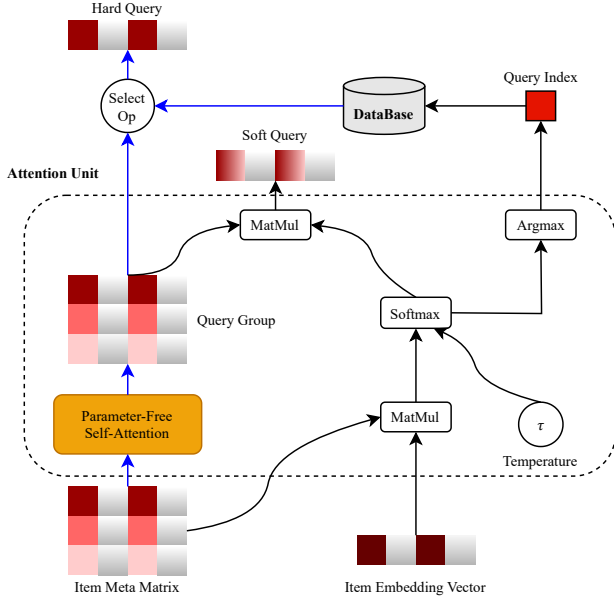 Hard Query
Select
Op
DataBase
Query Index
Soft Query
Attention Unit
MatMul
Argmax
Query Group
Softmax
Parameter-Free
Self-Attention
MatMul
τ
Temperature
Item Meta Matrix
Item Embedding Vector